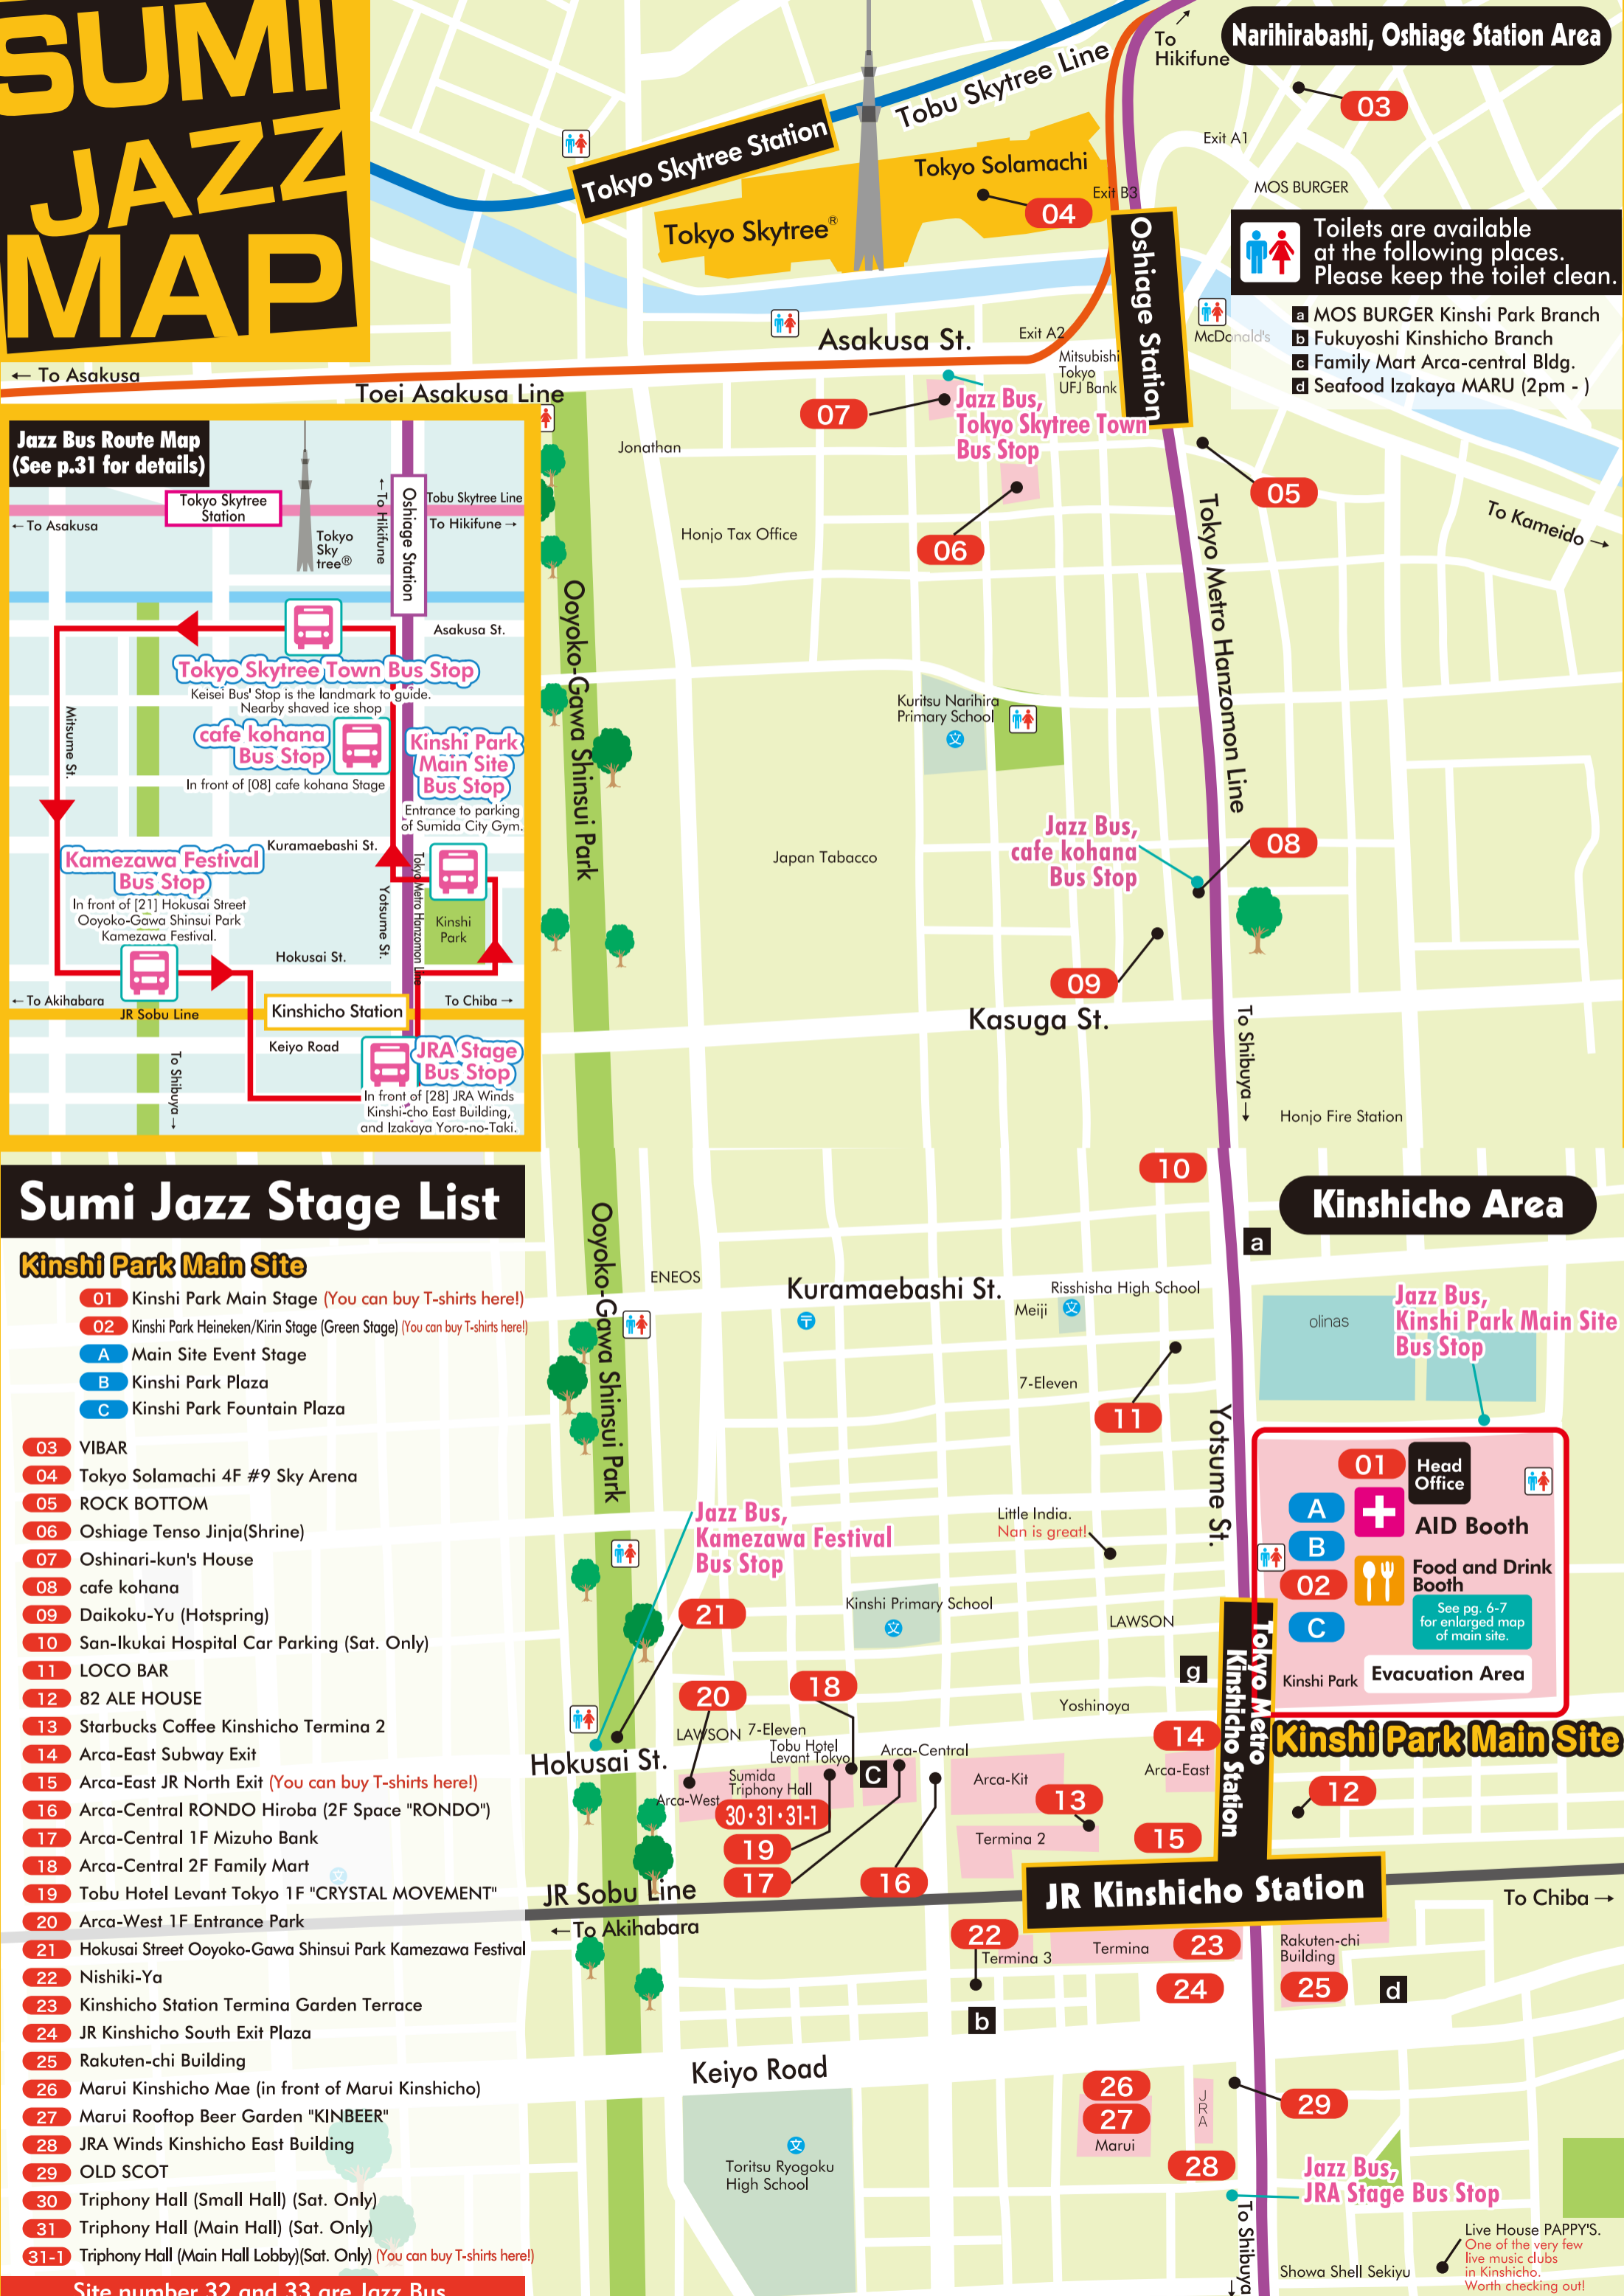 SUMI
JAZZ
MAP
Narihirabashi, Oshiage Station Area
To
Hikifune
03
Exit A1
MOS BURGER
Tobu Skytree Line
Tokyo Skytree Station
Tokyo Solamachi
04
Exit B3
Tokyo Skytree®
Oshiage Station
Toilets are available
at the following places.
Please keep the toilet clean.
a MOS BURGER Kinshi Park Branch
b Fukuyoshi Kinshicho Branch
c Family Mart Arca-central Bldg.
d Seafood Izakaya MARU (2pm - )
McDonald's
Asakusa St.
Exit A2
Mitsubishi
Tokyo
UFJ Bank
← To Asakusa
Toei Asakusa Line
07
Jazz Bus,
Tokyo Skytree Town
Bus Stop
Jonathan
05
06
Honjo Tax Office
To Kameido →
Tokyo Metro Hanzomon Line
Ooyoko-Gawa Shinsui Park
Kuritsu Narihira
Primary School
文
Jazz Bus,
cafe kohana
Bus Stop
08
Japan Tabacco
09
Kasuga St.
To Shibuya →
Honjo Fire Station
Jazz Bus Route Map
(See p.31 for details)
Tokyo Skytree
Station
← To Asakusa
Tokyo
Sky
tree®
← To Hikifune
Oshiage Station
Tobu Skytree Line
To Hikifune →
Asakusa St.
Tokyo Skytree Town Bus Stop
Keisei Bus' Stop is the landmark to guide.
Nearby shaved ice shop
Mitsume St.
cafe kohana
Bus Stop
In front of [08] cafe kohana Stage
Kinshi Park
Main Site
Bus Stop
Entrance to parking
of Sumida City Gym.
Kuramaebashi St.
Kamezawa Festival
Bus Stop
In front of [21] Hokusai Street
Ooyoko-Gawa Shinsui Park
Kamezawa Festival.
Yotsume St.
Tokyo Metro Hanzomon Line
Kinshi
Park
Hokusai St.
← To Akihabara
JR Sobu Line
Kinshicho Station
To Chiba →
Keiyo Road
To Shibuya →
JRA Stage
Bus Stop
In front of [28] JRA Winds
Kinshi-cho East Building,
and Izakaya Yoro-no-Taki.
Sumi Jazz Stage List
Kinshi Park Main Site
01 Kinshi Park Main Stage (You can buy T-shirts here!)
02 Kinshi Park Heineken/Kirin Stage (Green Stage) (You can buy T-shirts here!)
A Main Site Event Stage
B Kinshi Park Plaza
C Kinshi Park Fountain Plaza
03 VIBAR
04 Tokyo Solamachi 4F #9 Sky Arena
05 ROCK BOTTOM
06 Oshiage Tenso Jinja(Shrine)
07 Oshinari-kun's House
08 cafe kohana
09 Daikoku-Yu (Hotspring)
10 San-Ikukai Hospital Car Parking (Sat. Only)
11 LOCO BAR
12 82 ALE HOUSE
13 Starbucks Coffee Kinshicho Termina 2
14 Arca-East Subway Exit
15 Arca-East JR North Exit (You can buy T-shirts here!)
16 Arca-Central RONDO Hiroba (2F Space "RONDO")
17 Arca-Central 1F Mizuho Bank
18 Arca-Central 2F Family Mart
19 Tobu Hotel Levant Tokyo 1F "CRYSTAL MOVEMENT"
20 Arca-West 1F Entrance Park
21 Hokusai Street Ooyoko-Gawa Shinsui Park Kamezawa Festival
22 Nishiki-Ya
23 Kinshicho Station Termina Garden Terrace
24 JR Kinshicho South Exit Plaza
25 Rakuten-chi Building
26 Marui Kinshicho Mae (in front of Marui Kinshicho)
27 Marui Rooftop Beer Garden "KINBEER"
28 JRA Winds Kinshicho East Building
29 OLD SCOT
30 Triphony Hall (Small Hall) (Sat. Only)
31 Triphony Hall (Main Hall) (Sat. Only)
31-1 Triphony Hall (Main Hall Lobby)(Sat. Only) (You can buy T-shirts here!)
Site number 32 and 33 are Jazz Bus
文
10
Kinshicho Area
a
Ooyoko-Gawa Shinsui Park
ENEOS
Kuramaebashi St.
〒
Risshisha High School
Meiji
文
olinas
Jazz Bus,
Kinshi Park Main Site
Bus Stop
7-Eleven
11
Yotsume St.
01
Head
Office
A
AID Booth
B
02
Food and Drink
Booth
C
See pg. 6-7
for enlarged map
of main site.
Kinshi Park
Evacuation Area
Kinshi Park Main Site
Little India.
Nan is great!
Jazz Bus,
Kamezawa Festival
Bus Stop
21
Kinshi Primary School
文
LAWSON
g
Tokyo Metro
Kinshicho Station
18
20
Yoshinoya
14
LAWSON
7-Eleven
Tobu Hotel
Levant Tokyo
Arca-Central
Hokusai St.
C
Arca-East
Arca-Kit
Sumida
Triphony Hall
Arca-West
30・31・31-1
12
13
19
Termina 2
15
17
16
JR Sobu Line
JR Kinshicho Station
To Chiba →
← To Akihabara
22
Termina 3
Termina
23
Rakuten-chi
Building
24
25
d
b
Keiyo Road
26
27
Marui
JRA
29
28
文
Toritsu Ryogoku
High School
Jazz Bus,
JRA Stage Bus Stop
To Shibuya →
Live House PAPPY'S.
One of the very few
live music clubs
in Kinshicho.
Worth checking out!
Showa Shell Sekiyu